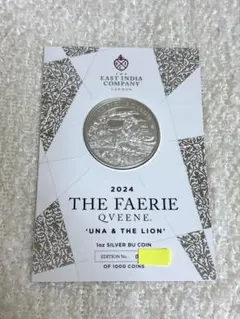 THE
EAST INDIA
COMPANY
LONDON
2024
THE FAERIE
QVEENE.
'UNA & THE LION'
1oz SILVER BU COIN
EDITION No.
OF 1000 COINS